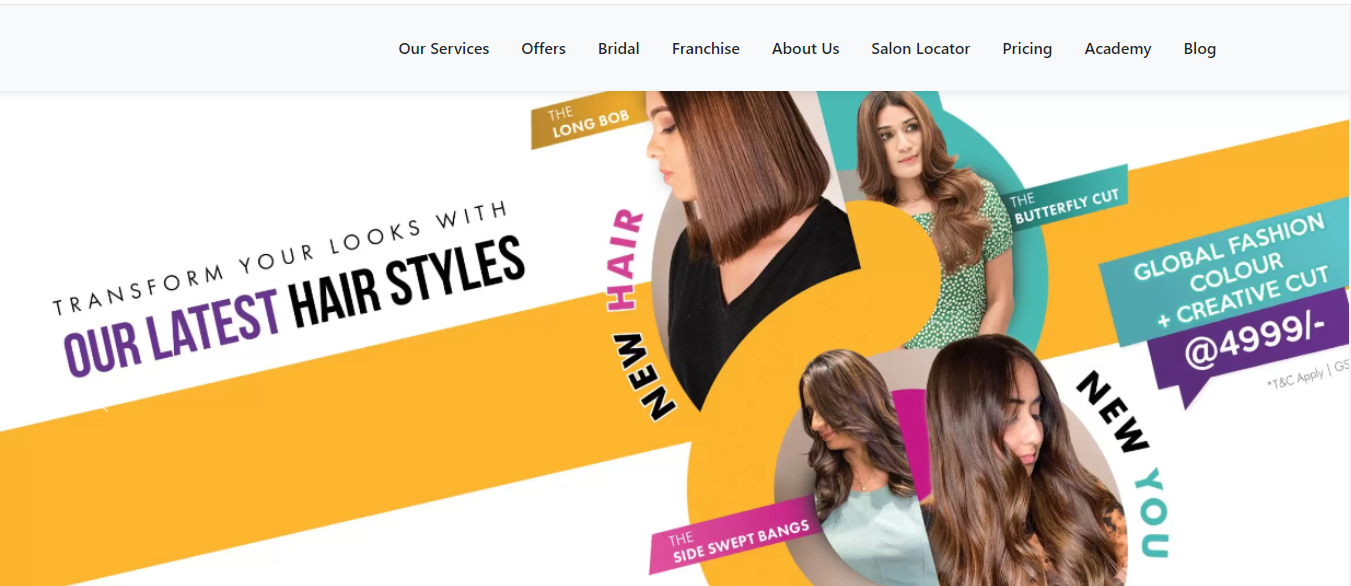 Our Services Offers Bridal Franchise About Us Salon Locator Pricing Academy Blog
THE
LONG BOB
TRANSFORM YOUR LOOKS WITH
OUR LATEST HAIR STYLES
NEW HAIR
THE
BUTTERFLY CUT
GLOBAL FASHION
COLOUR
+ CREATIVE CUT
@4999/-
*T&C Apply | GS
NEW YOU
THE
SIDE SWEPT BANGS